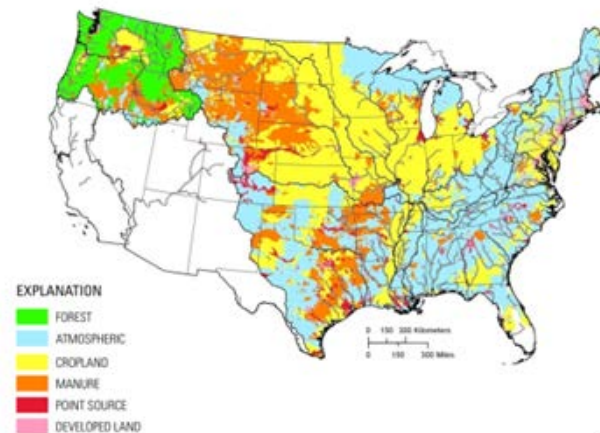 EXPLANATION
FOREST
ATMOSPHERIC
CROPLAND
MANURE
POINT SOURCE
DEVELOPED LAND
0 150 300 Kilometers
0 150 300 Miles